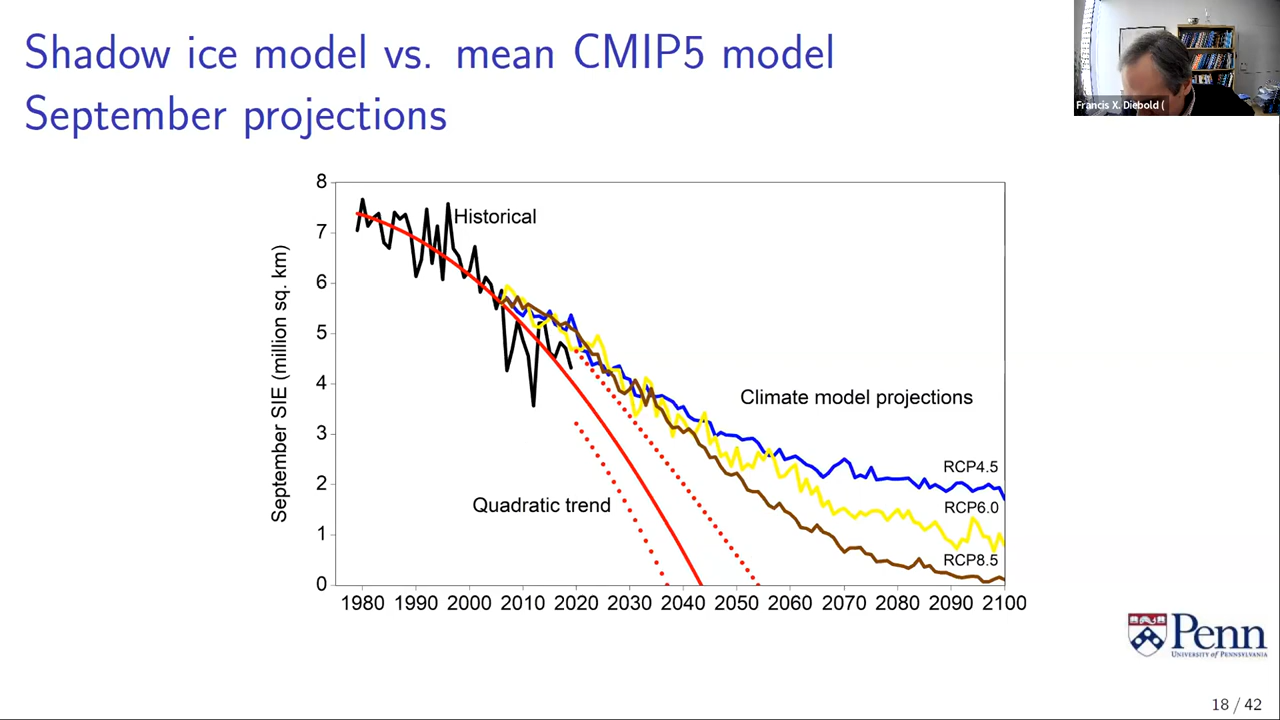 Shadow ice model vs. mean CMIP5 model
September projections
Francis X. Diebold (
8
7
6
5
4
3
2
1
0
September SIE (million sq. km)
Historical
Climate model projections
Quadratic trend
RCP4.5
RCP6.0
RCP8.5
1980 1990 2000 2010 2020 2030 2040 2050 2060 2070 2080 2090 2100
Penn
UNIVERSITY of PENNSYLVANIA
18 / 42